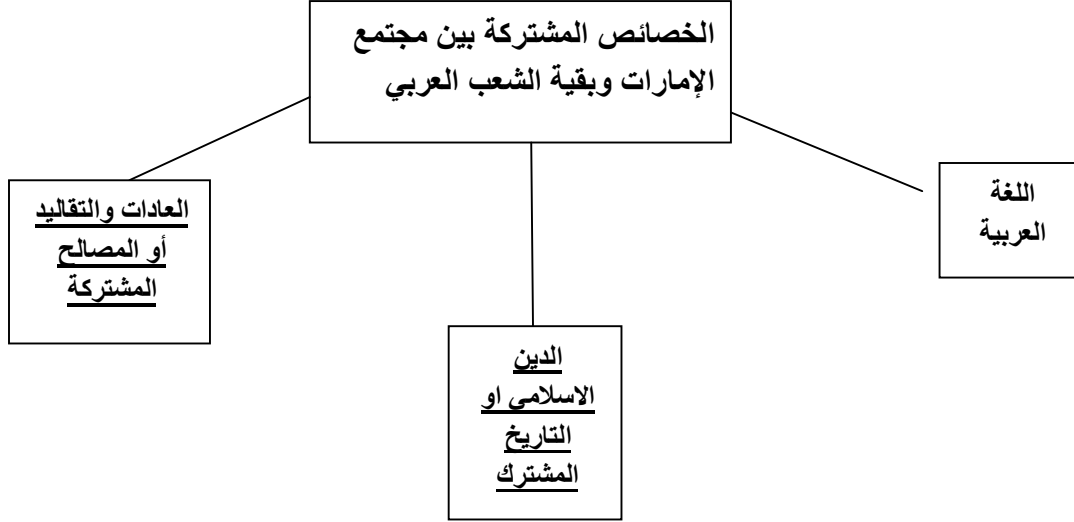 الخصائص المشتركة بين مجتمع
الإمارات وبقية الشعب العربي
اللغة
العربية
العادات والتقاليد
أو المصالح
المشتركة
الدين
الاسلامي او
التاريخ
المشترك